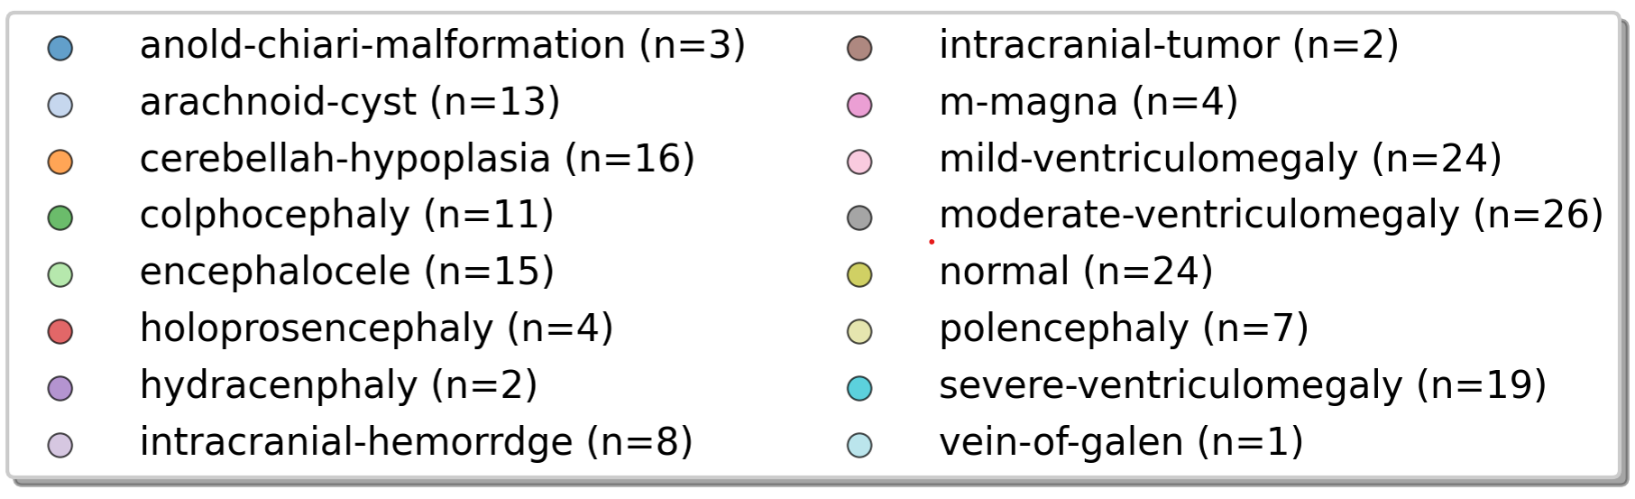 anold-chiari-malformation (n=3)
arachnoid-cyst (n=13)
cerebellah-hypoplasia (n=16)
colphocephaly (n=11)
encephalocele (n=15)
holoprosencephaly (n=4)
hydracenphaly (n=2)
intracranial-hemorrdge (n=8)
intracranial-tumor (n=2)
m-magna (n=4)
mild-ventriculomegaly (n=24)
moderate-ventriculomegaly (n=26)
normal (n=24)
polencephaly (n=7)
severe-ventriculomegaly (n=19)
vein-of-galen (n=1)